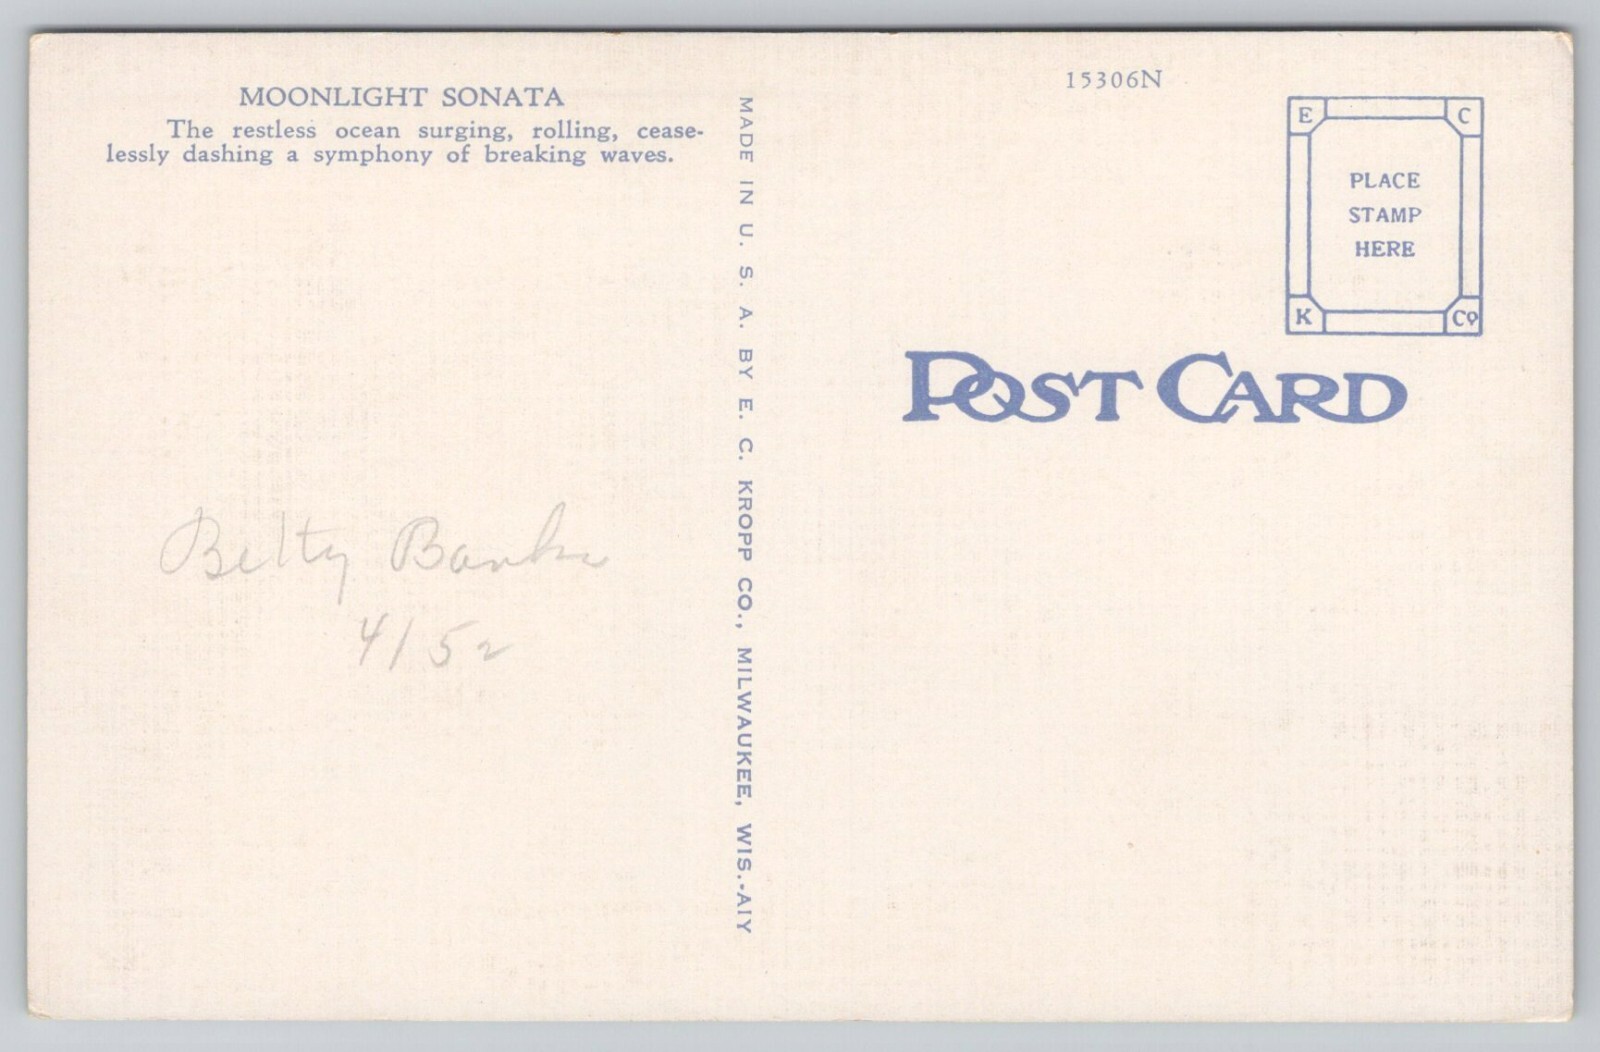 MOONLIGHT SONATA
The restless ocean surging, rolling, cease-
lessly dashing a symphony of breaking waves.
Betty Banks
4/52
MADE IN U. S. A. BY E. C. KROPP CO., MILWAUKEE, WIS.-AIY
15306N
E C
PLACE
STAMP
HERE
K Co
POST CARD